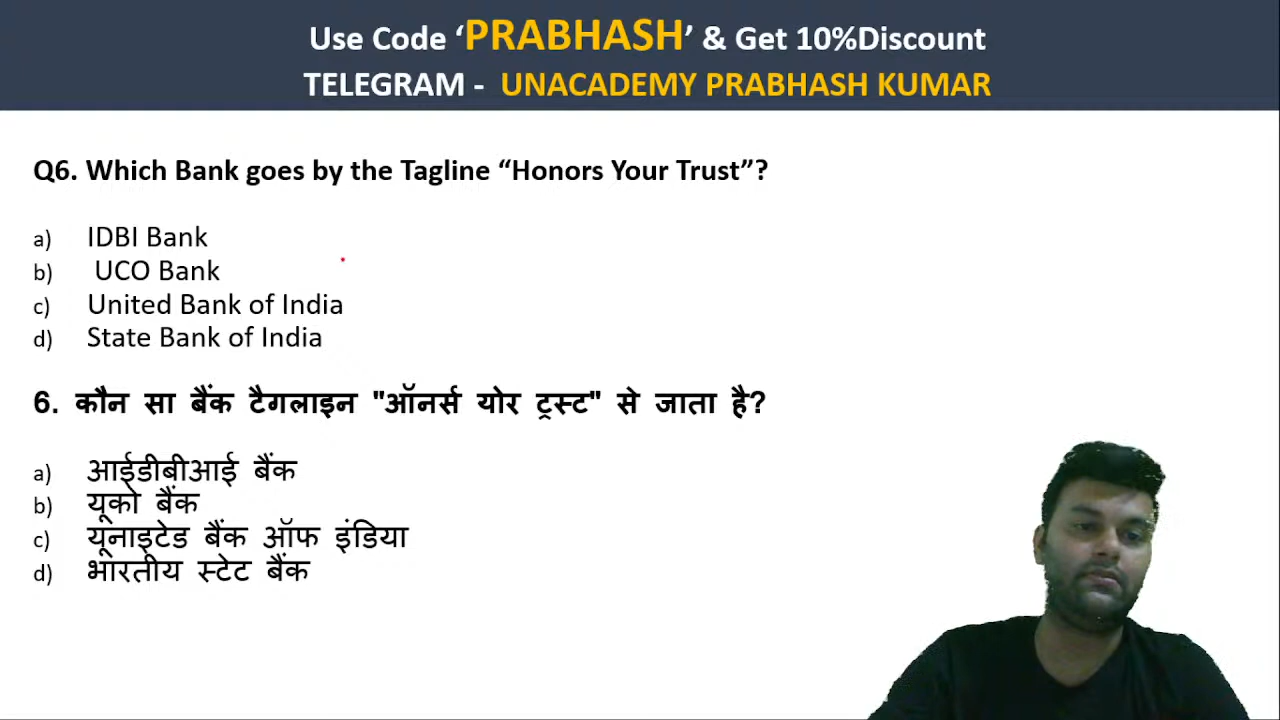 Use Code ‘PRABHASH’ & Get 10%Discount
TELEGRAM - UNACADEMY PRABHASH KUMAR
Q6. Which Bank goes by the Tagline “Honors Your Trust”?
a) IDBI Bank
b) UCO Bank
c) United Bank of India
d) State Bank of India
6. कौन सा बैंक टैगलाइन "ऑनर्स योर ट्रस्ट" से जाता है?
a) आईडीबीआई बैंक
b) यूको बैंक
c) यूनाइटेड बैंक ऑफ इंडिया
d) भारतीय स्टेट बैंक